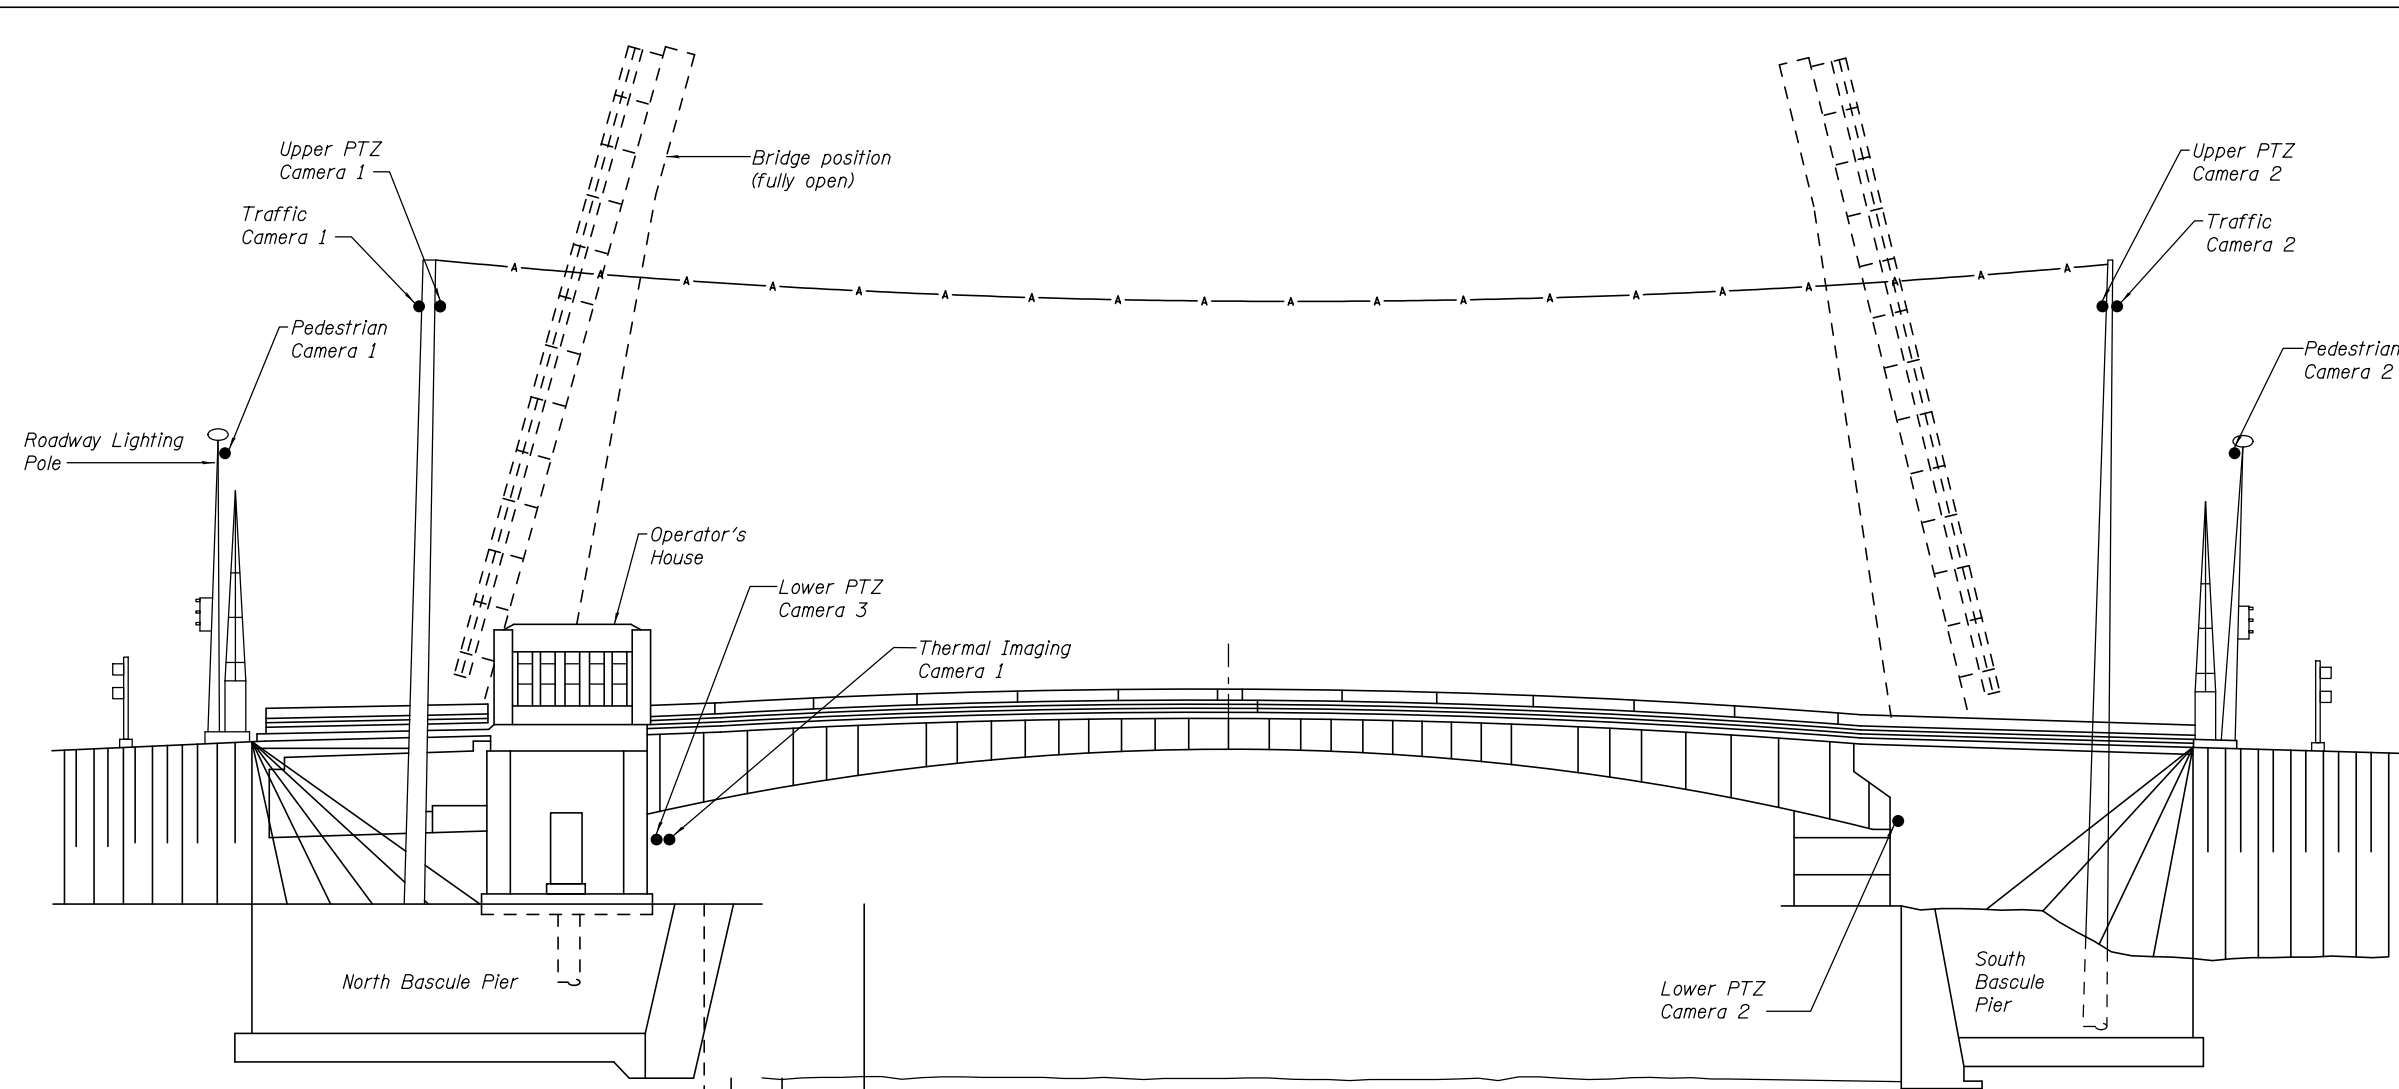 Upper PTZ
Camera 1
Traffic
Camera 1
Bridge position
(fully open)
Upper PTZ
Camera 2
Traffic
Camera 2
Pedestrian
Camera 1
Pedestrian
Camera 2
Roadway Lighting
Pole
Operator's
House
Lower PTZ
Camera 3
Thermal Imaging
Camera 1
North Bascule Pier
Lower PTZ
Camera 2
South
Bascule
Pier
A A A A A A A A A A A A A A A A A A A